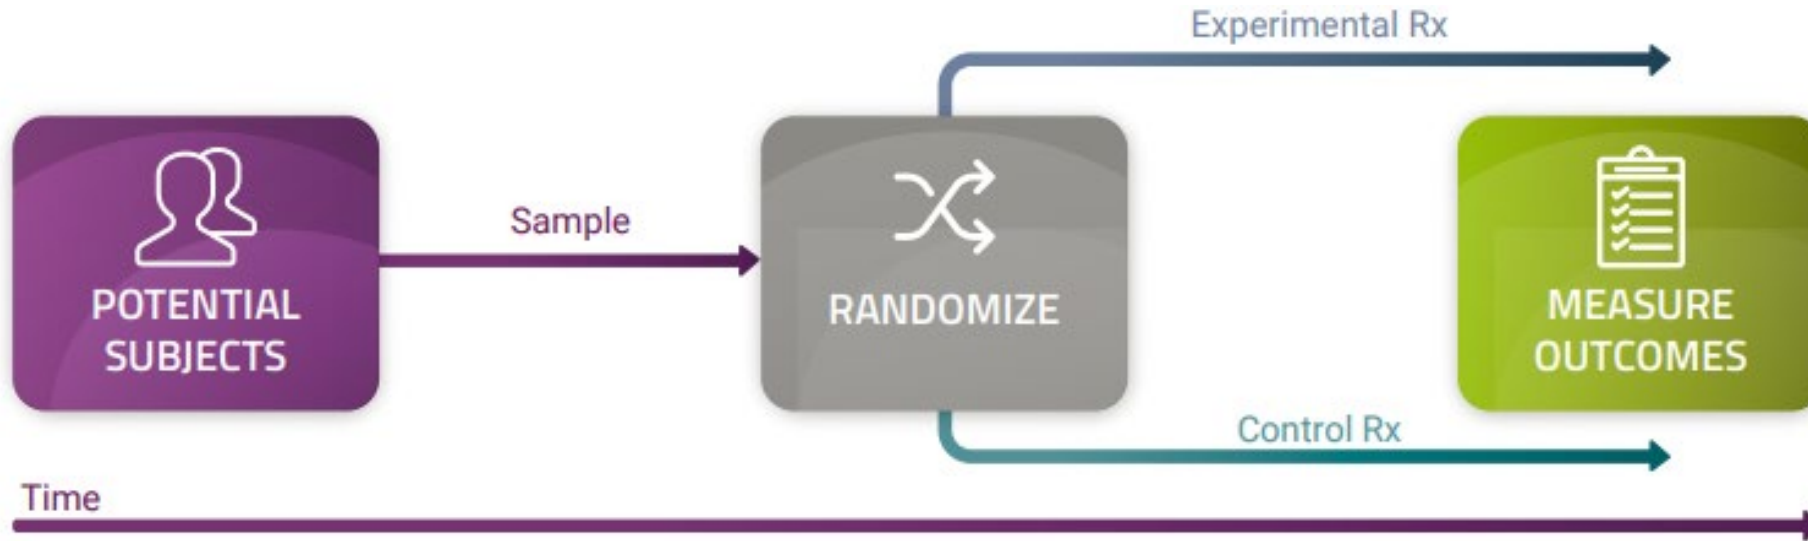 Experimental Rx
POTENTIAL
SUBJECTS
Sample
RANDOMIZE
MEASURE
OUTCOMES
Control Rx
Time